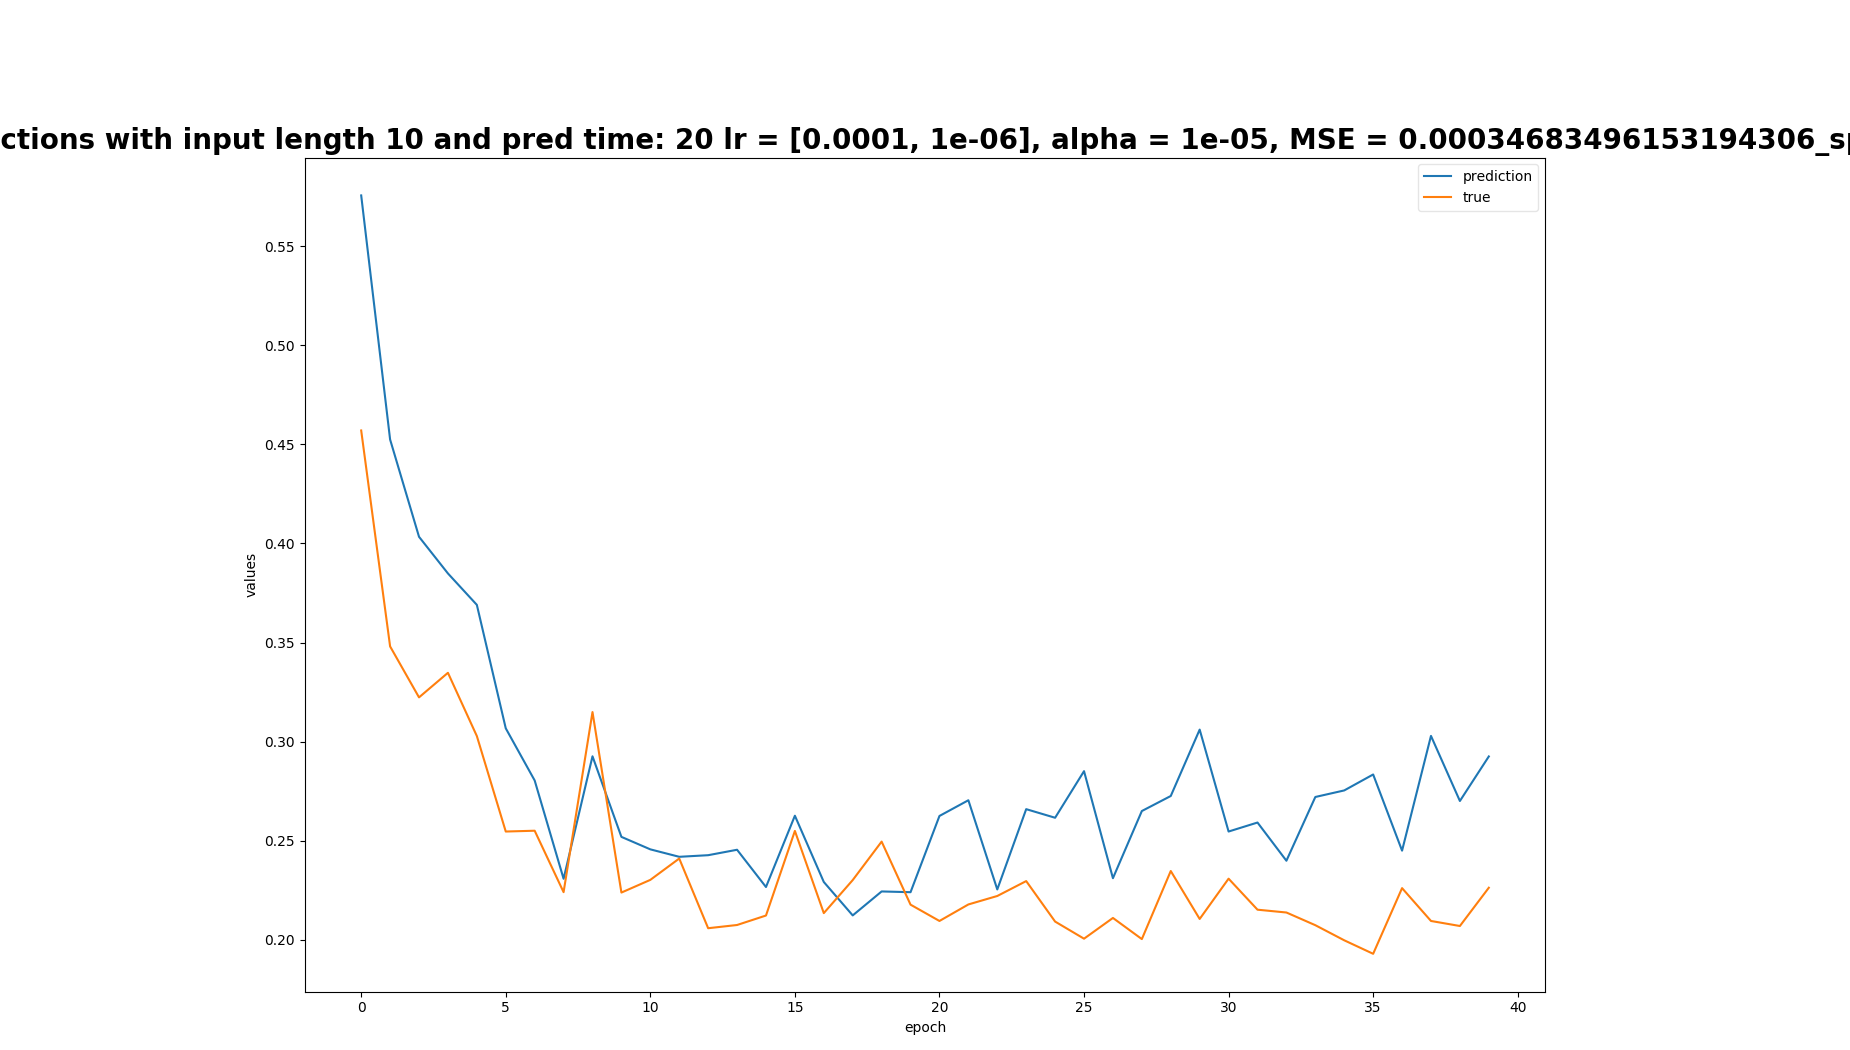 ctions with input length 10 and pred time: 20 lr = [0.0001, 1e-06], alpha = 1e-05, MSE = 0.00034683496153194306_sp
prediction
true
0.55
0.50
0.45
0.40
0.35
0.30
0.25
0.20
values
0 5 10 15 20 25 30 35 40
epoch